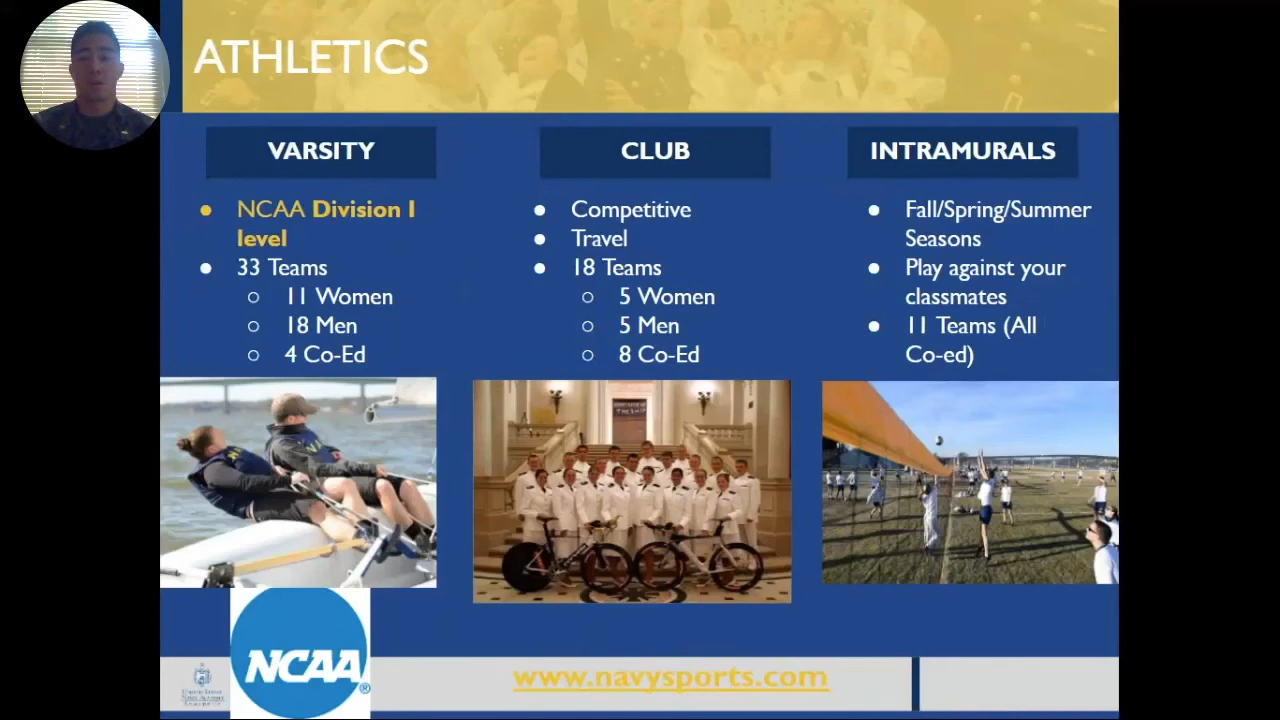 ATHLETICS
VARSITY
NCAA Division I
level
33 Teams
11 Women
18 Men
4 Co-Ed
CLUB
Competitive
Travel
18 Teams
5 Women
5 Men
8 Co-Ed
INTRAMURALS
Fall/Spring/Summer
Seasons
Play against your
classmates
11 Teams (All
Co-ed)
THE SHIP
NCAA®
www.navysports.com